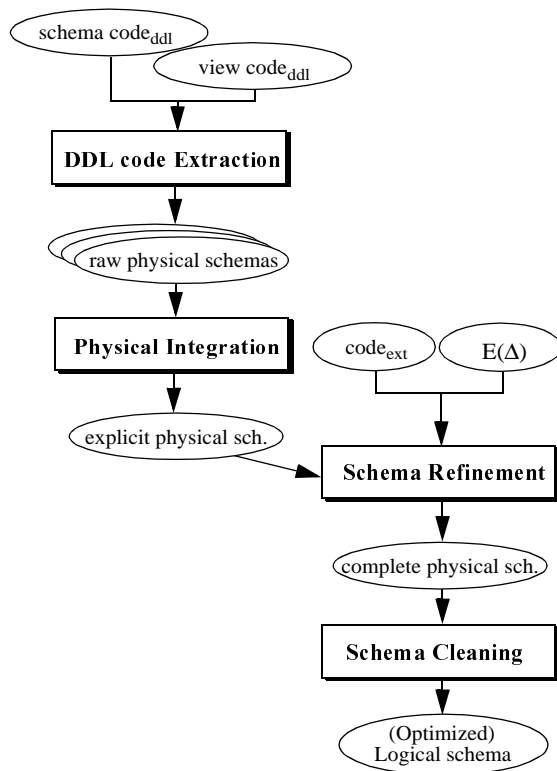 schema code_ddl
view code_ddl
DDL code Extraction
raw physical schemas
Physical Integration
code_ext
E(Δ)
explicit physical sch.
Schema Refinement
complete physical sch.
Schema Cleaning
(Optimized)
Logical schema